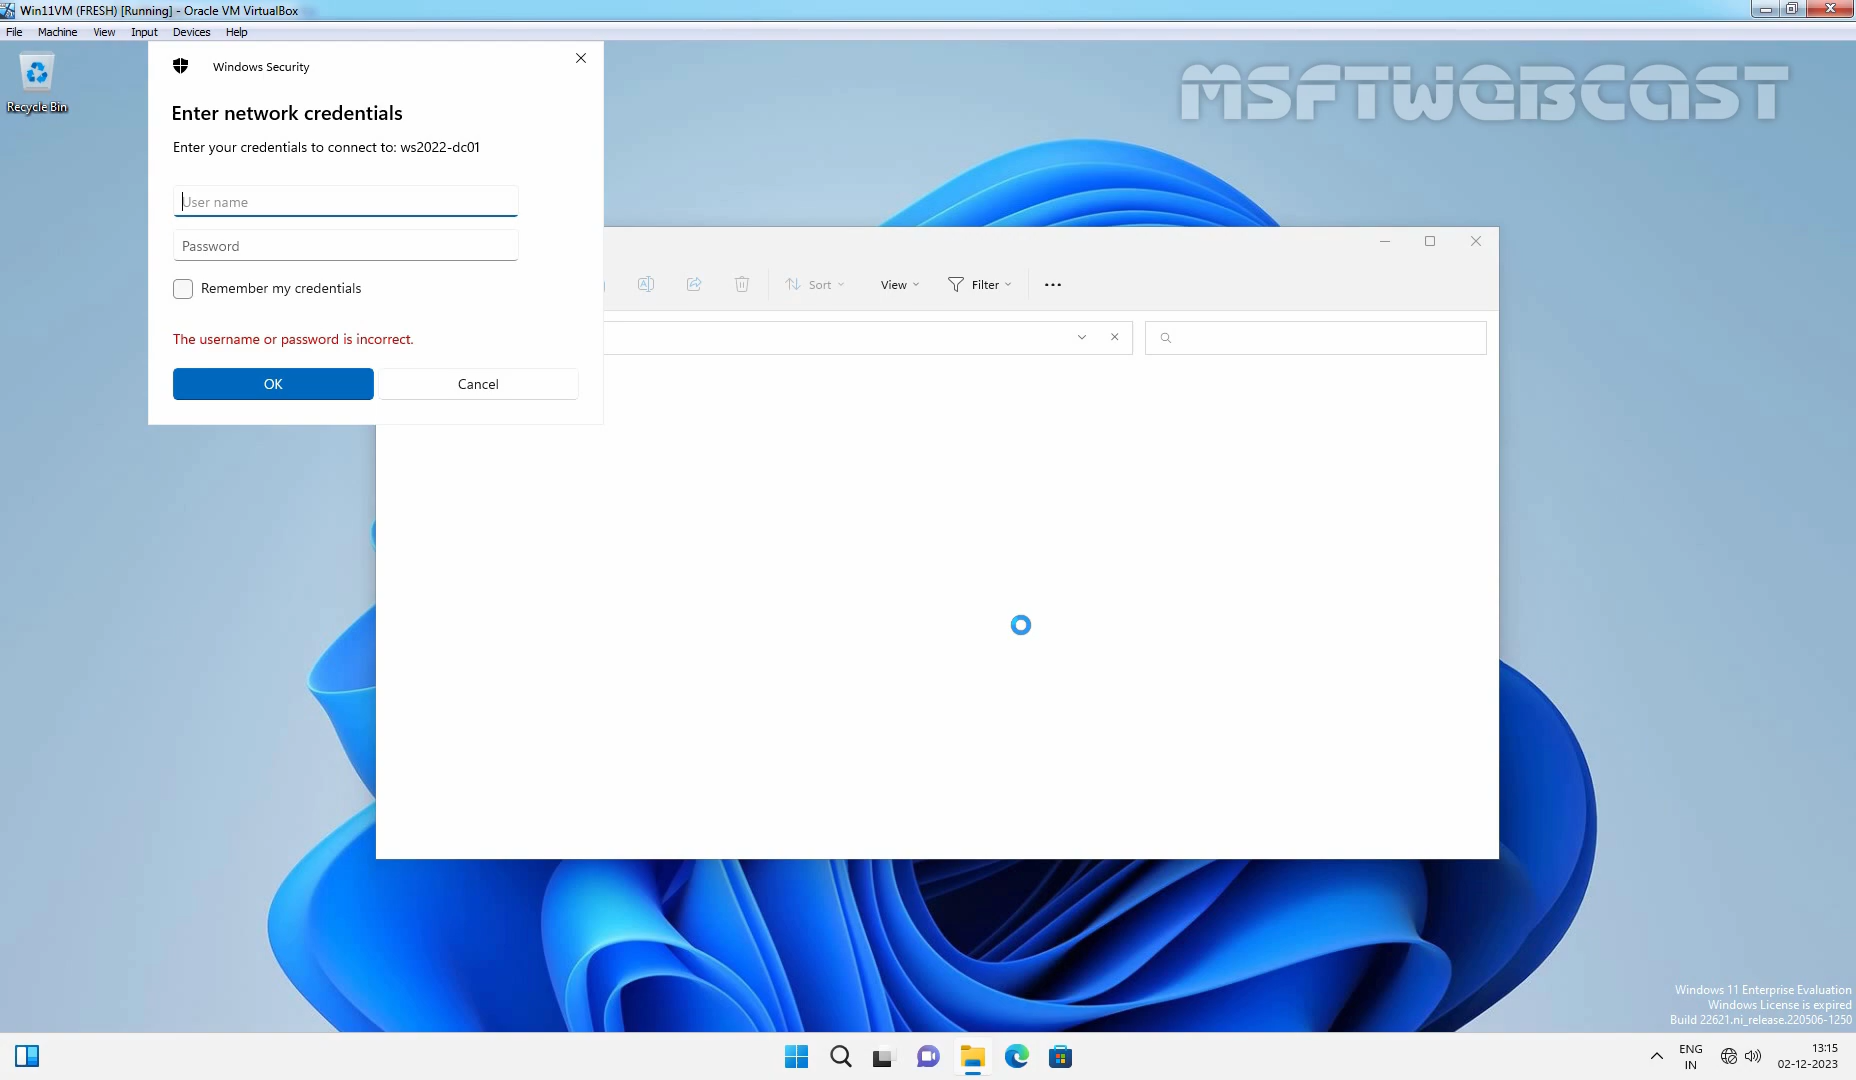 Win11VM (FRESH) [Running] - Oracle VM VirtualBox
File Machine View Input Devices Help
Recycle Bin
MSFTWEBCAST
Windows Security
Enter network credentials
Enter your credentials to connect to: ws2022-dc01
User name
Password
Remember my credentials
The username or password is incorrect.
OK Cancel
Sort View Filter
Windows 11 Enterprise Evaluation
Windows License is expired
Build 22621.ni_release.220506-1250
ENG
IN
13:15
02-12-2023